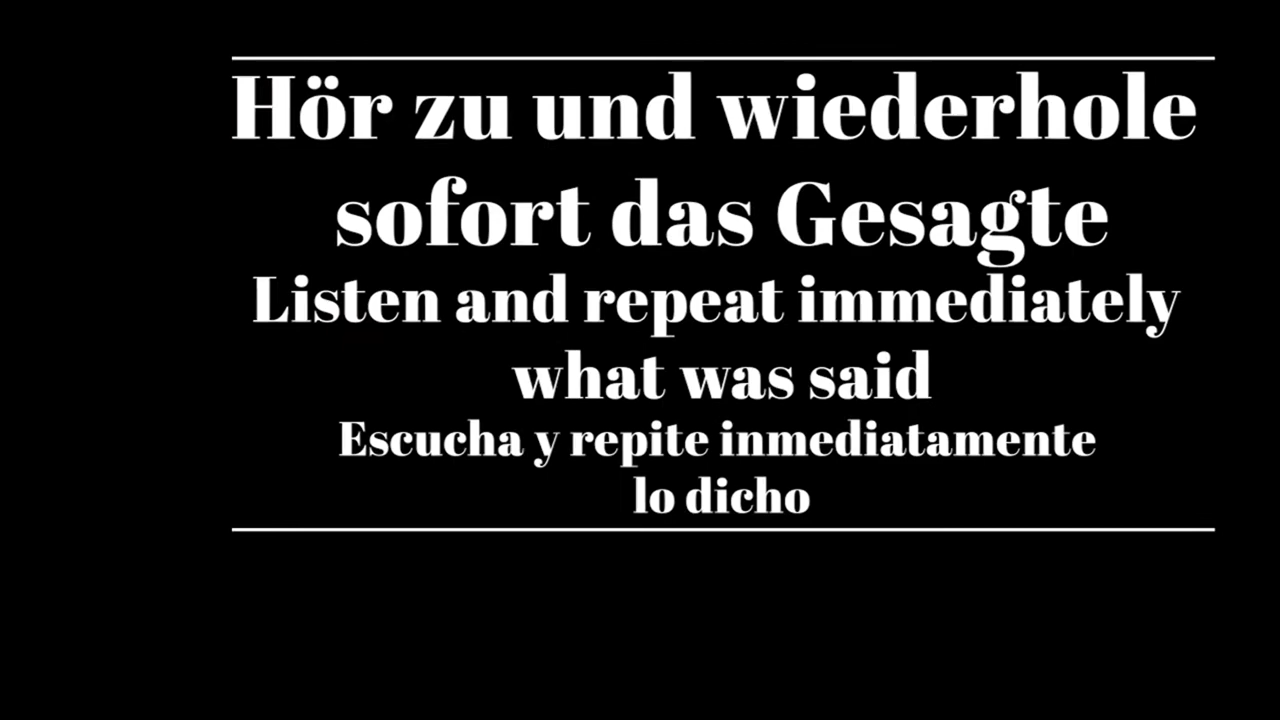 Hör zu und wiederhole
sofort das Gesagte
Listen and repeat immediately
what was said
Escucha y repite inmediatamente
lo dicho